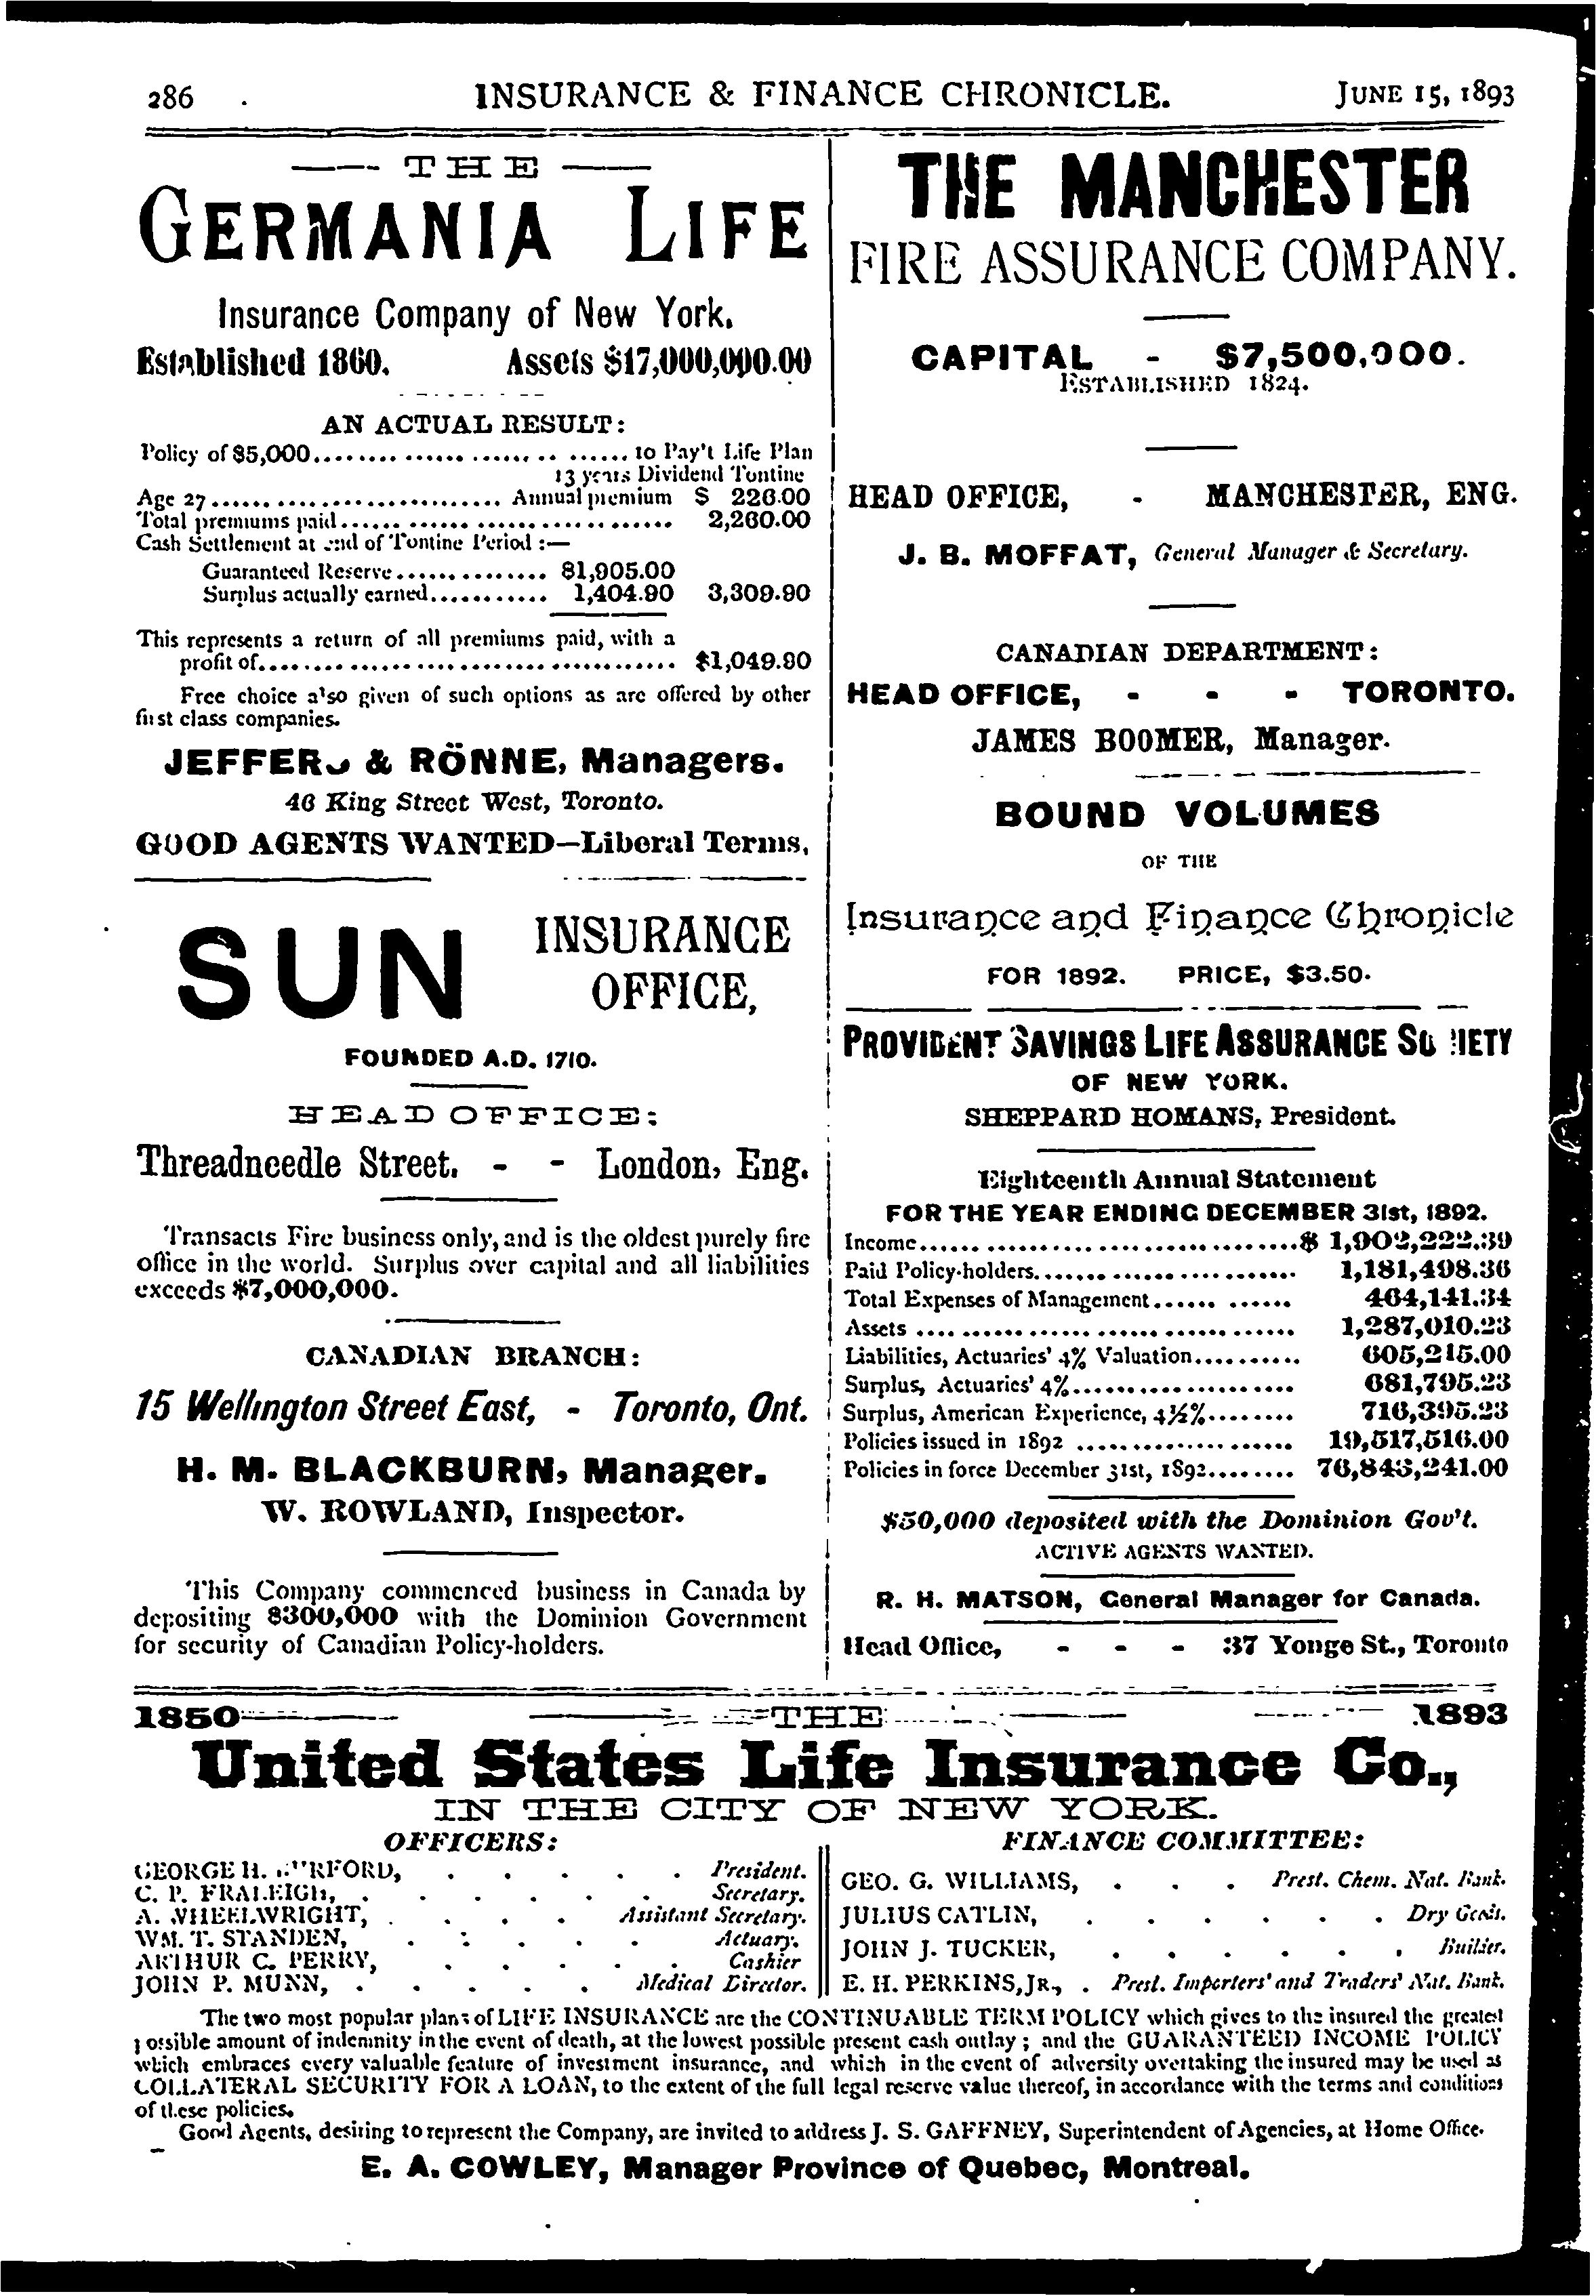 286 INSURANCE & FINANCE CHRONICLE. JUNE 15, 1893
THE
GERMANIA LIFE
Insurance Company of New York.
Established 1860. Assets $17,000,000.00
AN ACTUAL RESULT:
Policy of $5,000.................... 10 Pay't Life Plan
13 years Dividend Tontine
Age 27.................... Annual premium $ 226.00
Total premiums paid.................... 2,260.00
Cash Settlement at end of Tontine Period:—
Guaranteed Reserve............... $1,905.00
Surplus actually earned........... 1,404.90 3,309.90
This represents a return of all premiums paid, with a
profit of.................... $1,049.90
Free choice also given of such options as are offered by other
first class companies.
JEFFERS & RÖNNE, Managers.
46 King Street West, Toronto.
GOOD AGENTS WANTED—Liberal Terms.
SUN INSURANCE
OFFICE,
FOUNDED A.D. 1710.
HEAD OFFICE:
Threadneedle Street. - - London, Eng.
Transacts Fire business only, and is the oldest purely fire
office in the world. Surplus over capital and all liabilities
exceeds $7,000,000.
CANADIAN BRANCH:
15 Wellington Street East, - Toronto, Ont.
H. M. BLACKBURN, Manager.
W. ROWLAND, Inspector.
This Company commenced business in Canada by
depositing $300,000 with the Dominion Government
for security of Canadian Policy-holders.
THE MANCHESTER
FIRE ASSURANCE COMPANY.
CAPITAL - $7,500,000.
ESTABLISHED 1824.
HEAD OFFICE, - MANCHESTER, ENG.
J. B. MOFFAT, General Manager & Secretary.
CANADIAN DEPARTMENT:
HEAD OFFICE, - - - TORONTO.
JAMES BOOMER, Manager.
BOUND VOLUMES
OF THE
Insurance and Finance Chronicle
FOR 1892. PRICE, $3.50.
PROVIDENT SAVINGS LIFE ASSURANCE SOCIETY
OF NEW YORK.
SHEPPARD HOMANS, President.
Eighteenth Annual Statement
FOR THE YEAR ENDING DECEMBER 31st, 1892.
Income.................... $ 1,902,222.39
Paid Policy-holders.................... 1,181,498.36
Total Expenses of Management............ 464,141.34
Assets.................... 1,287,010.23
Liabilities, Actuaries' 4% Valuation........... 605,215.00
Surplus, Actuaries' 4%.................... 681,795.23
Surplus, American Experience, 4½%......... 716,395.23
Policies issued in 1892.................... 19,517,516.00
Policies in force December 31st, 1892......... 76,843,241.00
$50,000 deposited with the Dominion Gov't.
ACTIVE AGENTS WANTED.
R. H. MATSON, General Manager for Canada.
Head Office, - - - 37 Yonge St., Toronto
1850 THE 1893
United States Life Insurance Co.,
IN THE CITY OF NEW YORK.
OFFICERS:
GEORGE H. BURFORD, . . . . . President.
C. P. FRALEIGH, . . . . . . Secretary.
A. WHEELWRIGHT, . . . . Assistant Secretary.
WM. T. STANDEN, . . . . . Actuary.
ARTHUR C. PERRY, . . . . . Cashier
JOHN P. MUNN, . . . . . Medical Director.
FINANCE COMMITTEE:
GEO. G. WILLIAMS, . . . Prest. Chem. Nat. Bank.
JULIUS CATLIN, . . . . . . Dry Goods.
JOHN J. TUCKER, . . . . . . Builder.
E. H. PERKINS, JR., . Prest. Importers' and Traders' Nat. Bank.
The two most popular plans of LIFE INSURANCE are the CONTINUABLE TERM POLICY which gives to the insured the greatest
possible amount of indemnity in the event of death, at the lowest possible present cash outlay; and the GUARANTEED INCOME POLICY
which embraces every valuable feature of investment insurance, and which in the event of adversity overtaking the insured may be used as
COLLATERAL SECURITY FOR A LOAN, to the extent of the full legal reserve value thereof, in accordance with the terms and conditions
of these policies.
Good Agents, desiring to represent the Company, are invited to address J. S. GAFFNEY, Superintendent of Agencies, at Home Office.
E. A. COWLEY, Manager Province of Quebec, Montreal.